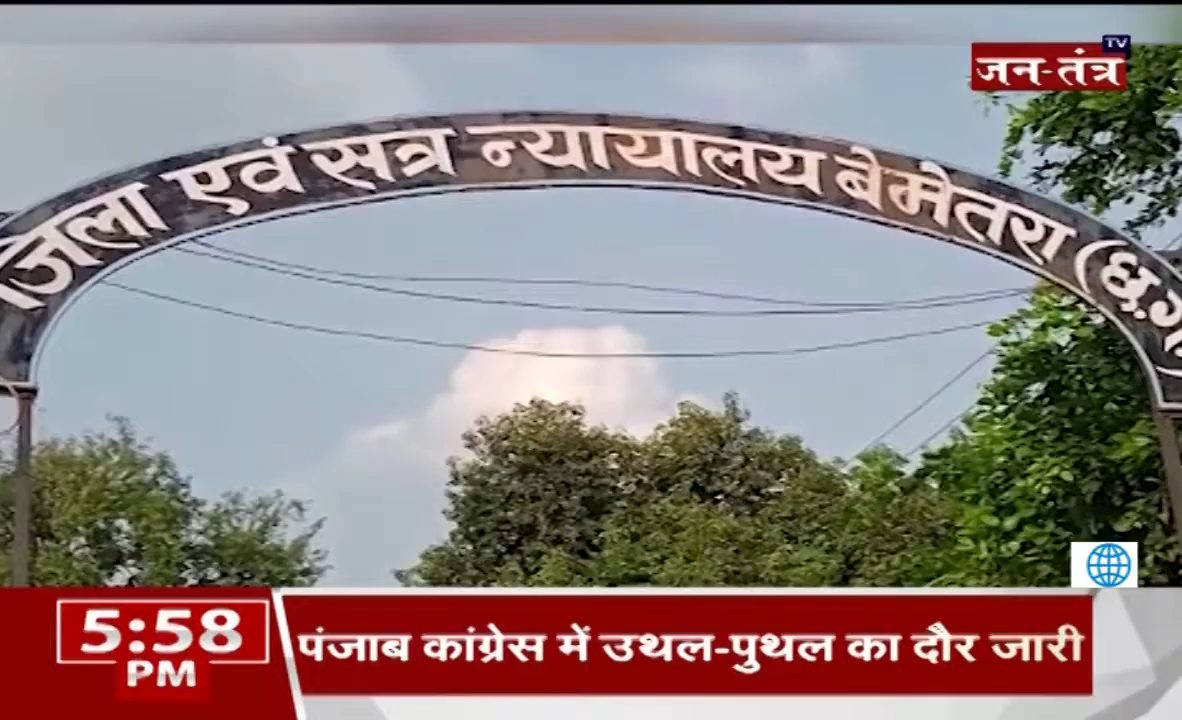 TV
जन-तंत्र
जिला एवं सत्र न्यायालय बेमेतरा (छ.ग.)
5:58
PM
पंजाब कांग्रेस में उथल-पुथल का दौर जारी